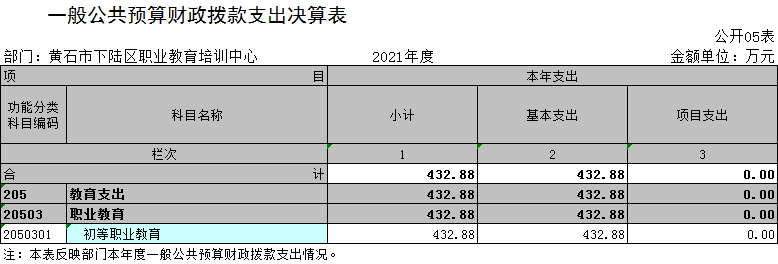 一般公共预算财政拨款支出决算表
公开05表
部门：黄石市下陆区职业教育培训中心 2021年度 金额单位：万元
项 目 本年支出
功能分类科目编码 科目名称 小计 基本支出 项目支出
栏次 1 2 3
合 计 432.88 432.88 0.00
205 教育支出 432.88 432.88 0.00
20503 职业教育 432.88 432.88 0.00
2050301 初等职业教育 432.88 432.88 0.00
注：本表反映部门本年度一般公共预算财政拨款支出情况。